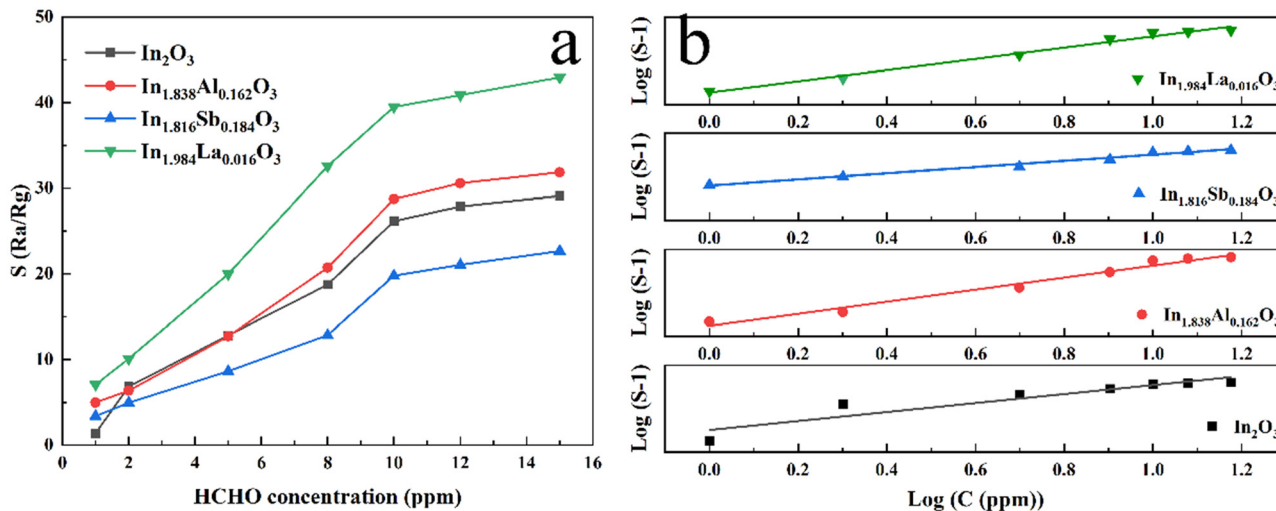 a
In₂O₃
In₁.₈₃₈Al₀.₁₆₂O₃
In₁.₈₁₆Sb₀.₁₈₄O₃
In₁.₉₈₄La₀.₀₁₆O₃
S (Ra/Rg)
50
40
30
20
10
0
0 2 4 6 8 10 12 14 16
HCHO concentration (ppm)
b
Log (S-1)
In₁.₉₈₄La₀.₀₁₆O₃
0.0 0.2 0.4 0.6 0.8 1.0 1.2
Log (S-1)
In₁.₈₁₆Sb₀.₁₈₄O₃
0.0 0.2 0.4 0.6 0.8 1.0 1.2
Log (S-1)
In₁.₈₃₈Al₀.₁₆₂O₃
0.0 0.2 0.4 0.6 0.8 1.0 1.2
Log (S-1)
In₂O₃
0.0 0.2 0.4 0.6 0.8 1.0 1.2
Log (C (ppm))